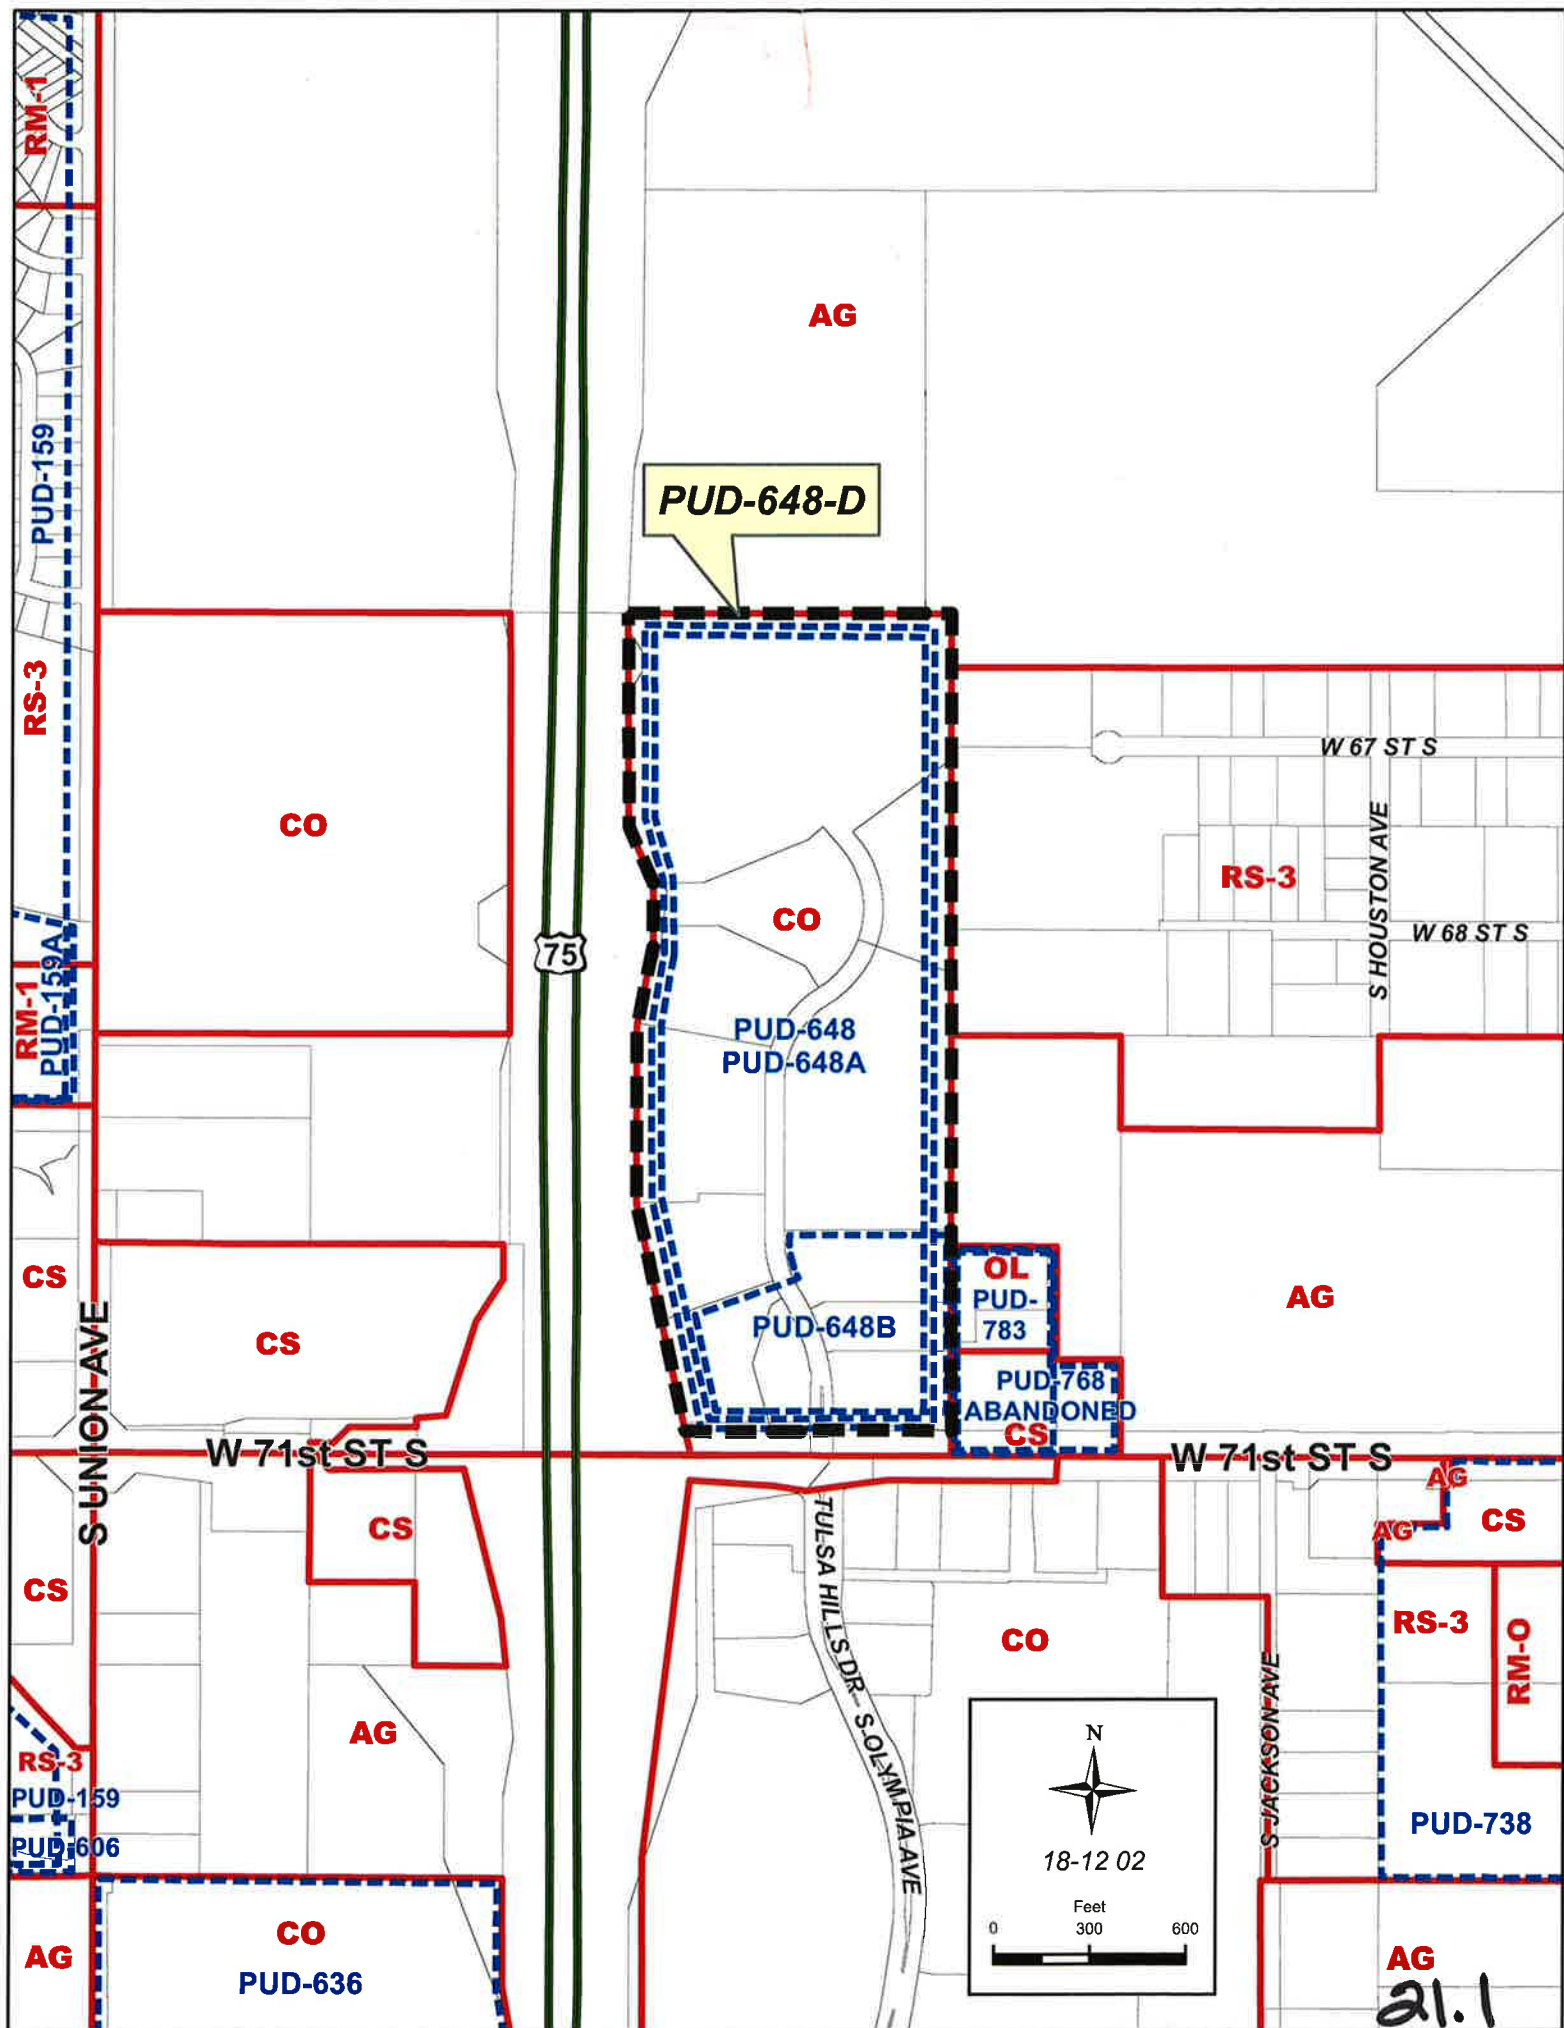 RM-1
AG
PUD-159
PUD-648-D
RS-3
W 67 ST S
CO
S HOUSTON AVE
RS-3
CO
W 68 ST S
75
PUD-159A
RM-1
PUD-648
PUD-648A
OL
PUD-
783
CS
AG
CS
PUD-648B
S UNION AVE
PUD-768
ABANDONED
CS
W 71st ST S
W 71st ST S
AG
CS
AG
CS
CS
TULSA HILLS DR
S OLYMPIA AVE
RS-3
RM-O
CO
S JACKSON AVE
AG
RS-3
PUD-159
PUD-606
PUD-738
N
18-12 02
Feet
0 300 600
CO
PUD-636
AG
AG
21.1